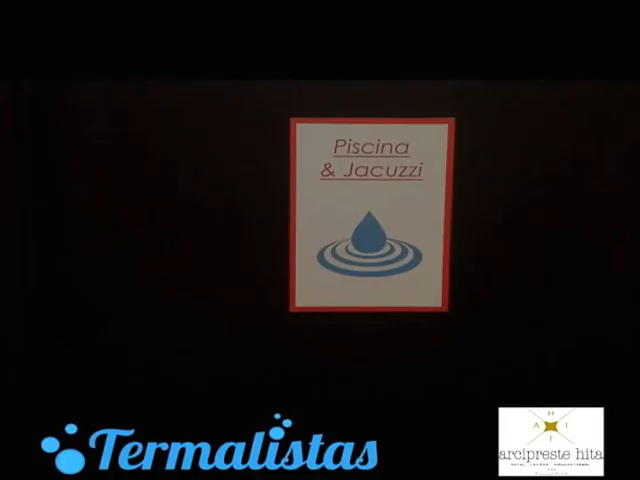 Piscina
& Jacuzzi
Termalistas
H
A I
T
arcipreste hita